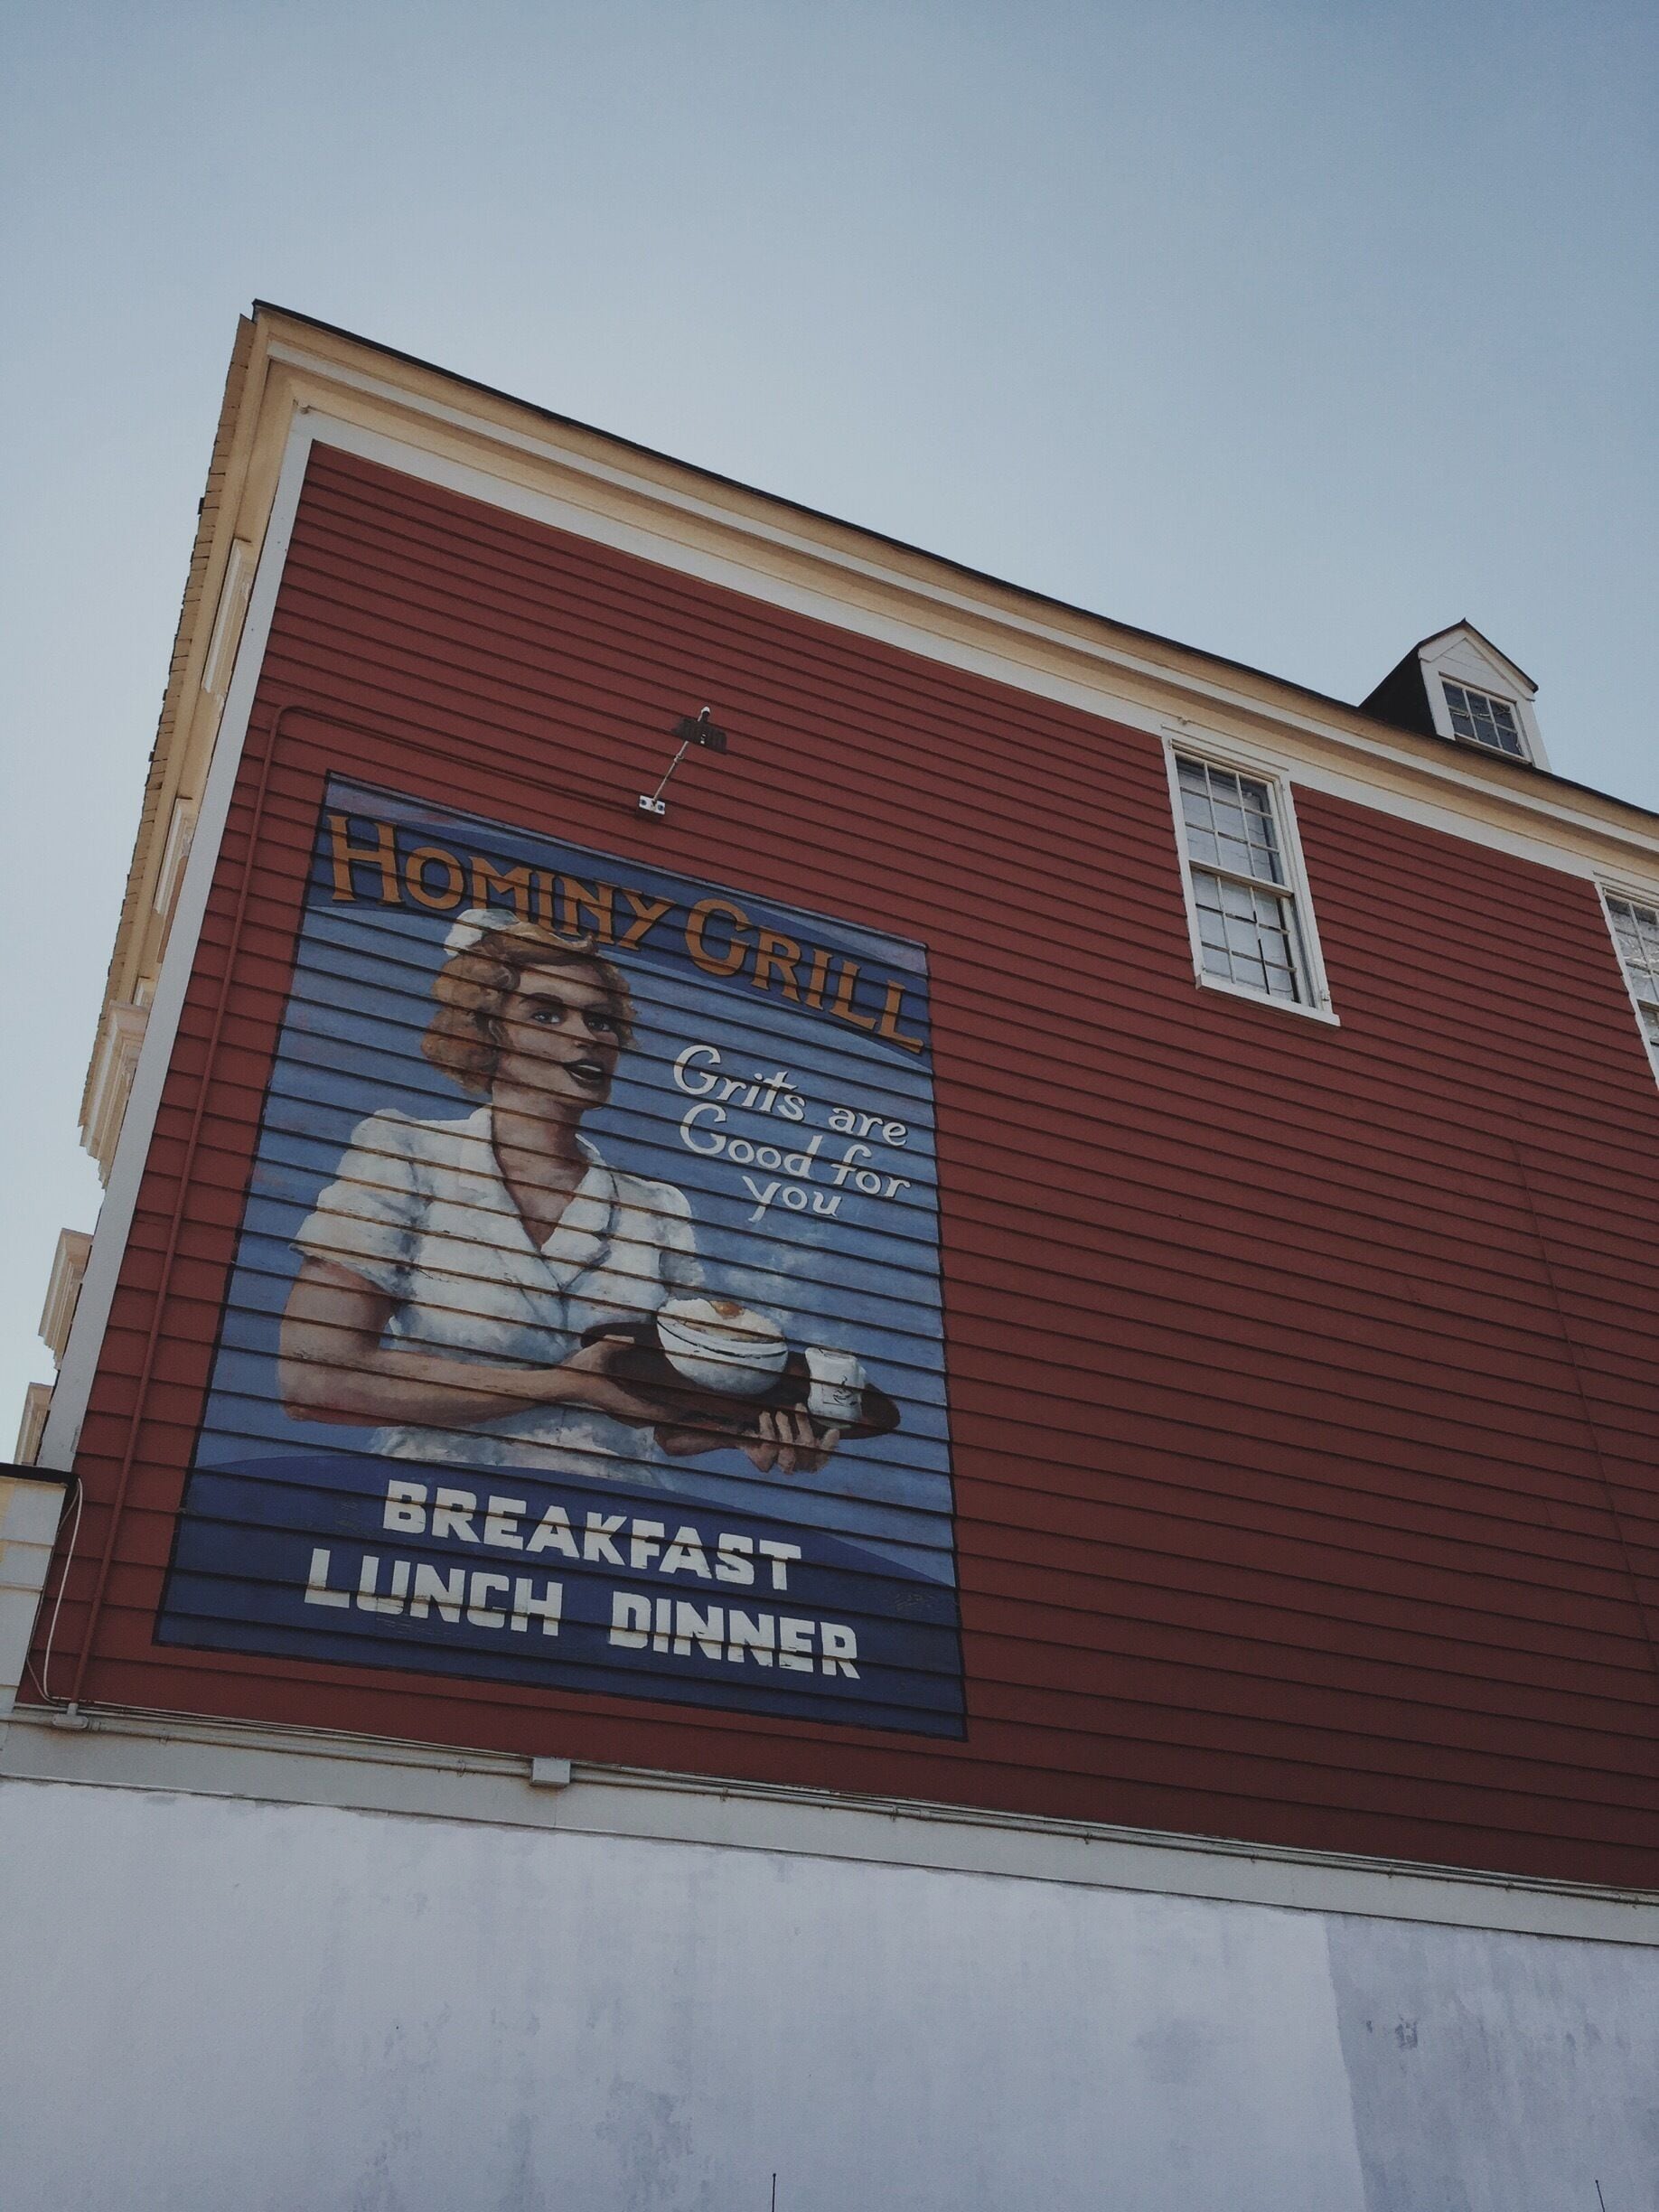 HOMINY GRILL
Grits are
Good for
you
BREAKFAST
LUNCH DINNER